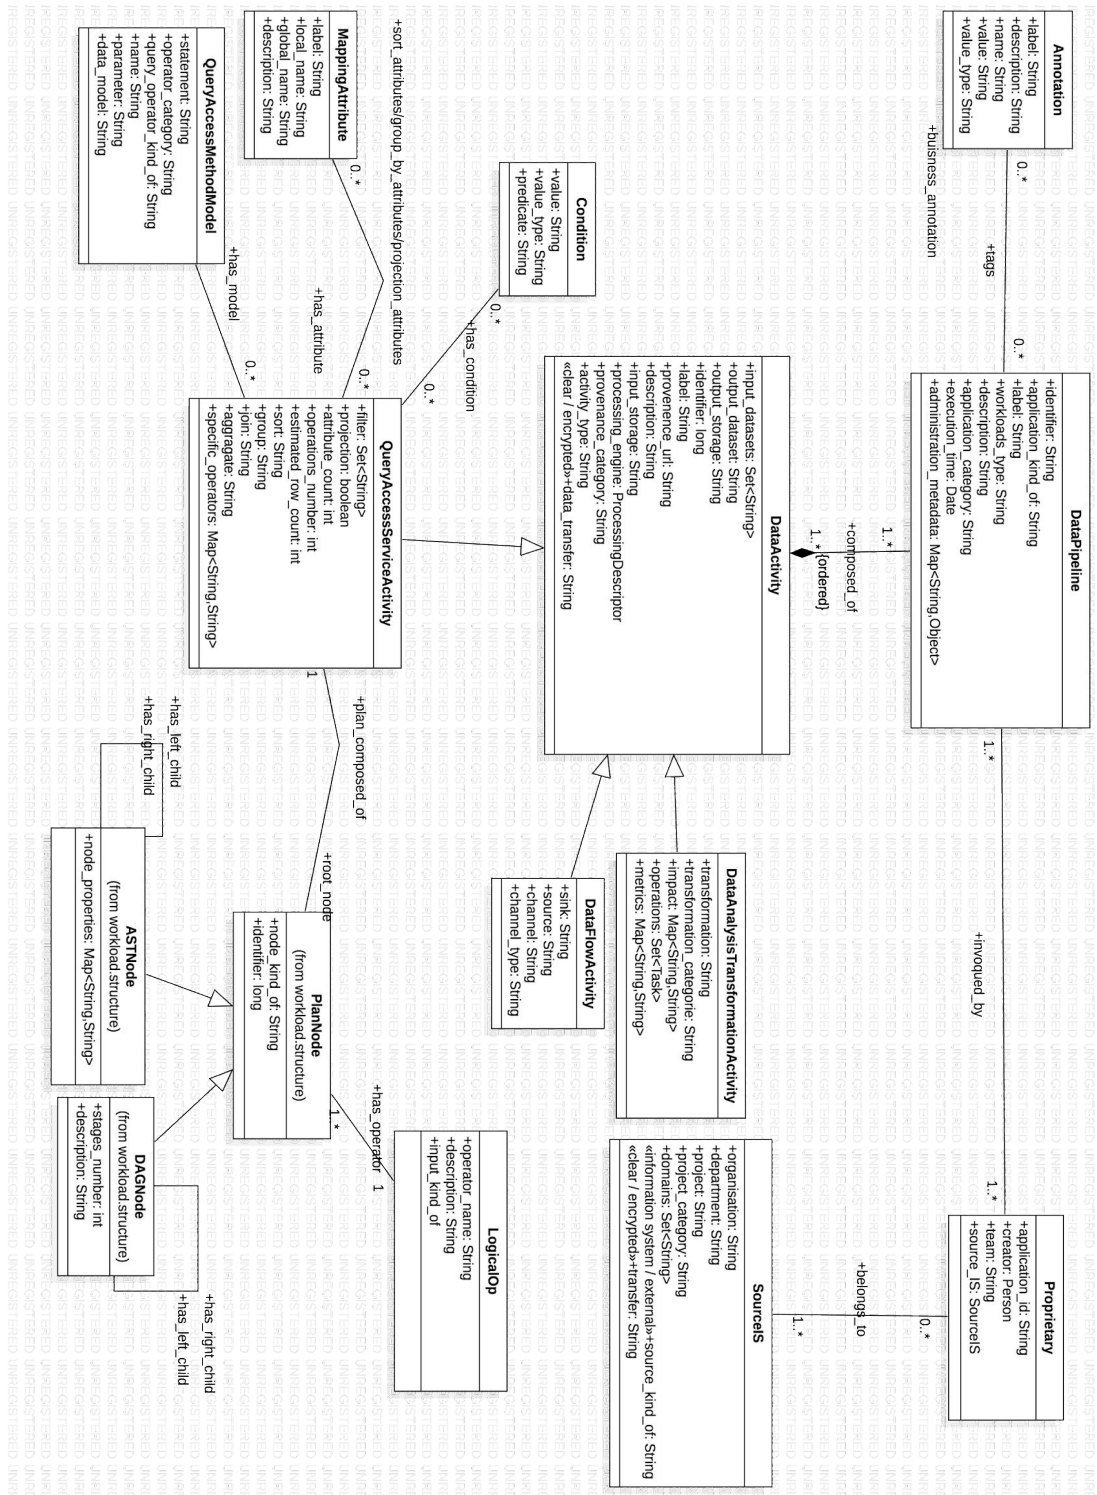 Annotation
+label: String
+description: String
+name: String
+value: String
+value_type: String
0..*
+tags
+buisness_annotation
0..*
DataPipeline
+identifier: String
+application_kind_of: String
+label: String
+workloads_type: String
+description: String
+application_category: String
+execution_time: Date
+administration_metadata: Map<String,Object>
1..*
+invoqued_by
1..*
Proprietary
+application_id: String
+creator: Person
+team: String
+source_IS: SourceIS
1..*
+composed_of
1..*
{ordered}
0..*
+belongs_to
1..*
DataActivity
+input_datasets: Set<String>
+output_dataset: String
+output_storage: String
+identifier: long
+label: String
+provenance_url: String
+description: String
+input_storage: String
+processing_engine: ProcessingDescriptor
+provenance_category: String
+activity_type: String
«clear / encrypted»+data_transfer: String
SourceIS
+organisation: String
+department: String
+project: String
+project_category: String
+domains: Set<String>
«information system / external»+source_kind_of: String
«clear / encrypted»+transfer: String
DataAnalysisTransformationActivity
+transformation: String
+transformation_categorie: String
+impact: Map<String,String>
+operations: Set<Task>
+metrics: Map<String,String>
DataFlowActivity
+sink: String
+source: String
+channel: String
+channel_type: String
Condition
+value: String
+value_type: String
+predicate: String
0..*
+has_condition
0..*
MappingAttribute
+label: String
+local_name: String
+global_name: String
+description: String
0..*
+sort_attributes/group_by_attributes/projection_attributes
+has_attribute
0..*
QueryAccessMethodModel
+statement: String
+operator_category: String
+query_operator_kind_of: String
+name: String
+parameter: String
+data_model: String
+has_model
0..*
QueryAccessServiceActivity
+filter: Set<String>
+projection: boolean
+attribute_count: int
+operations_number: int
+estimated_row_count: int
+sort: String
+group: String
+join: String
+aggregate: String
+specific_operators: Map<String,String>
1
+plan_composed_of
+root_node
PlanNode
(from workload.structure)
+node_kind_of: String
+identifier: long
1..*
+has_operator
1
LogicalOp
+operator_name: String
+description: String
+input_kind_of
ASTNode
(from workload.structure)
+node_properties: Map<String,String>
+has_left_child
+has_right_child
DAGNode
(from workload.structure)
+stages_number: int
+description: String
+has_right_child
+has_left_child